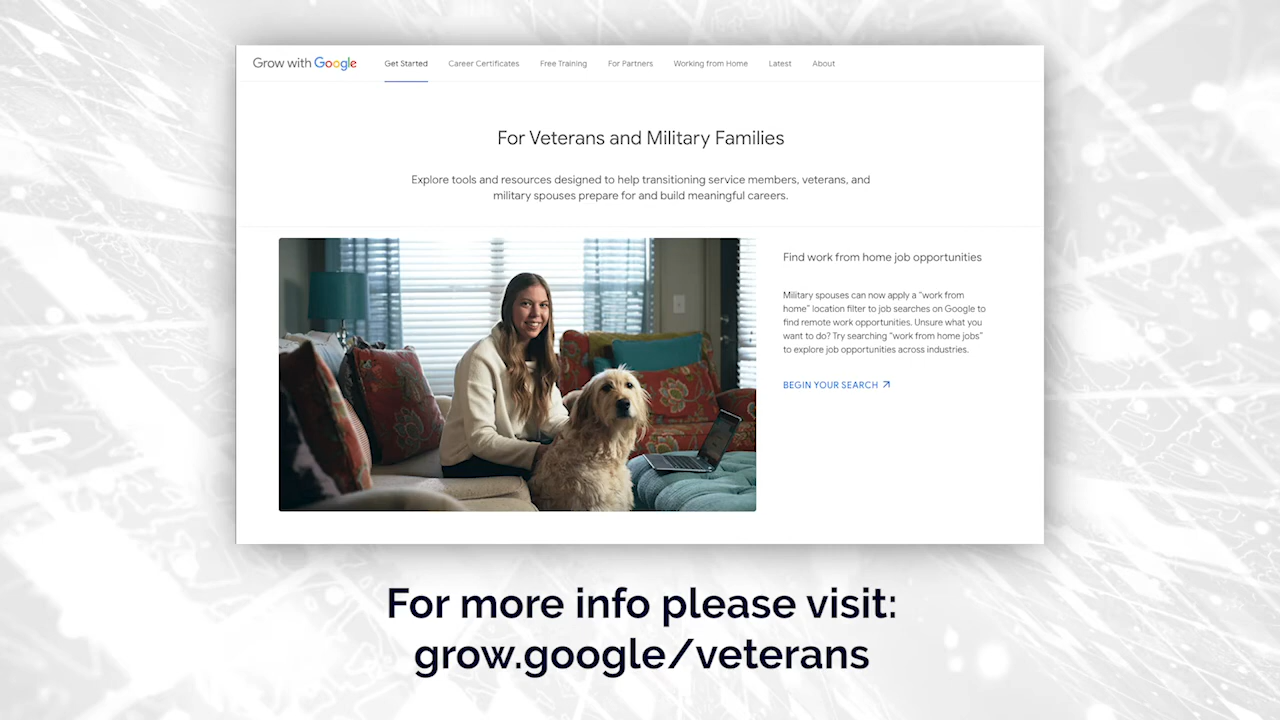 Grow with Google
Get Started
Career Certificates
Free Training
For Partners
Working from Home
Latest
About
For Veterans and Military Families
Explore tools and resources designed to help transitioning service members, veterans, and
military spouses prepare for and build meaningful careers.
Find work from home job opportunities
Military spouses can now apply a “work from
home” location filter to job searches on Google to
find remote work opportunities. Unsure what you
want to do? Try searching “work from home jobs”
to explore job opportunities across industries.
BEGIN YOUR SEARCH
For more info please visit:
grow.google/veterans